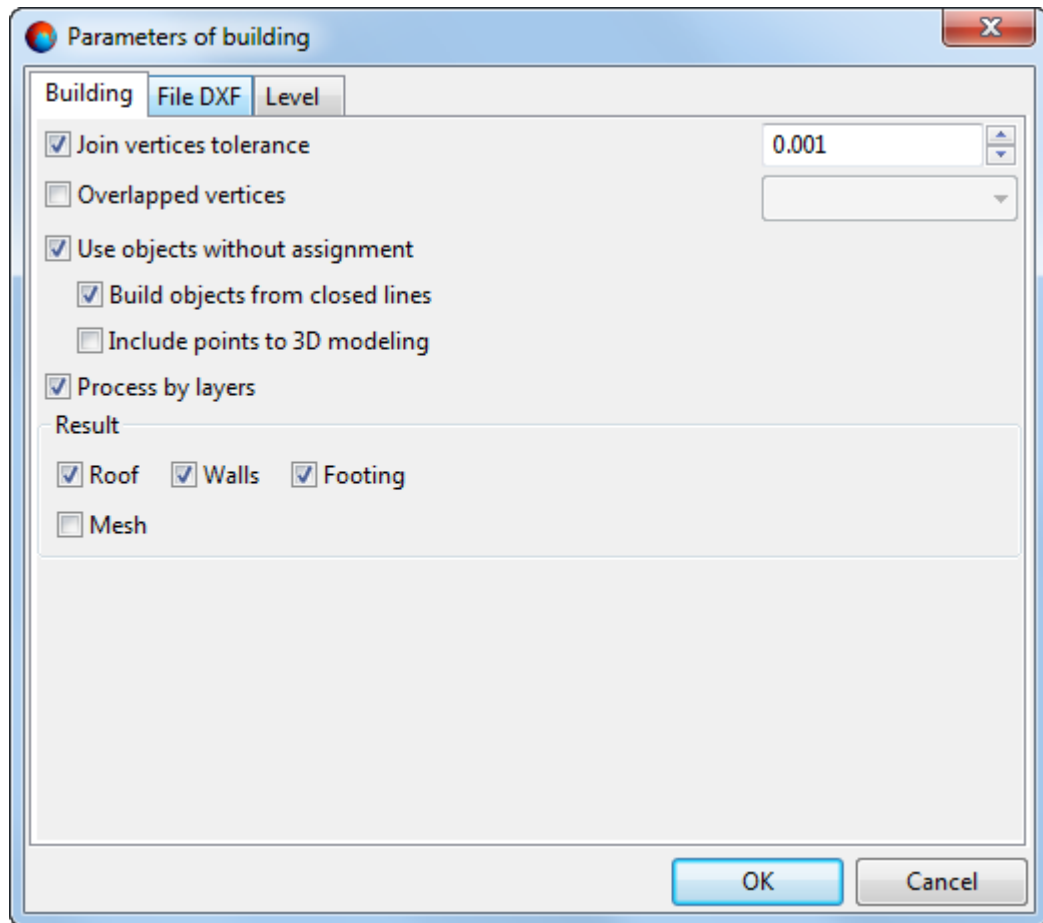 Parameters of building
Building File DXF Level
Join vertices tolerance 0.001
Overlapped vertices
Use objects without assignment
Build objects from closed lines
Include points to 3D modeling
Process by layers
Result
Roof Walls Footing
Mesh
OK Cancel